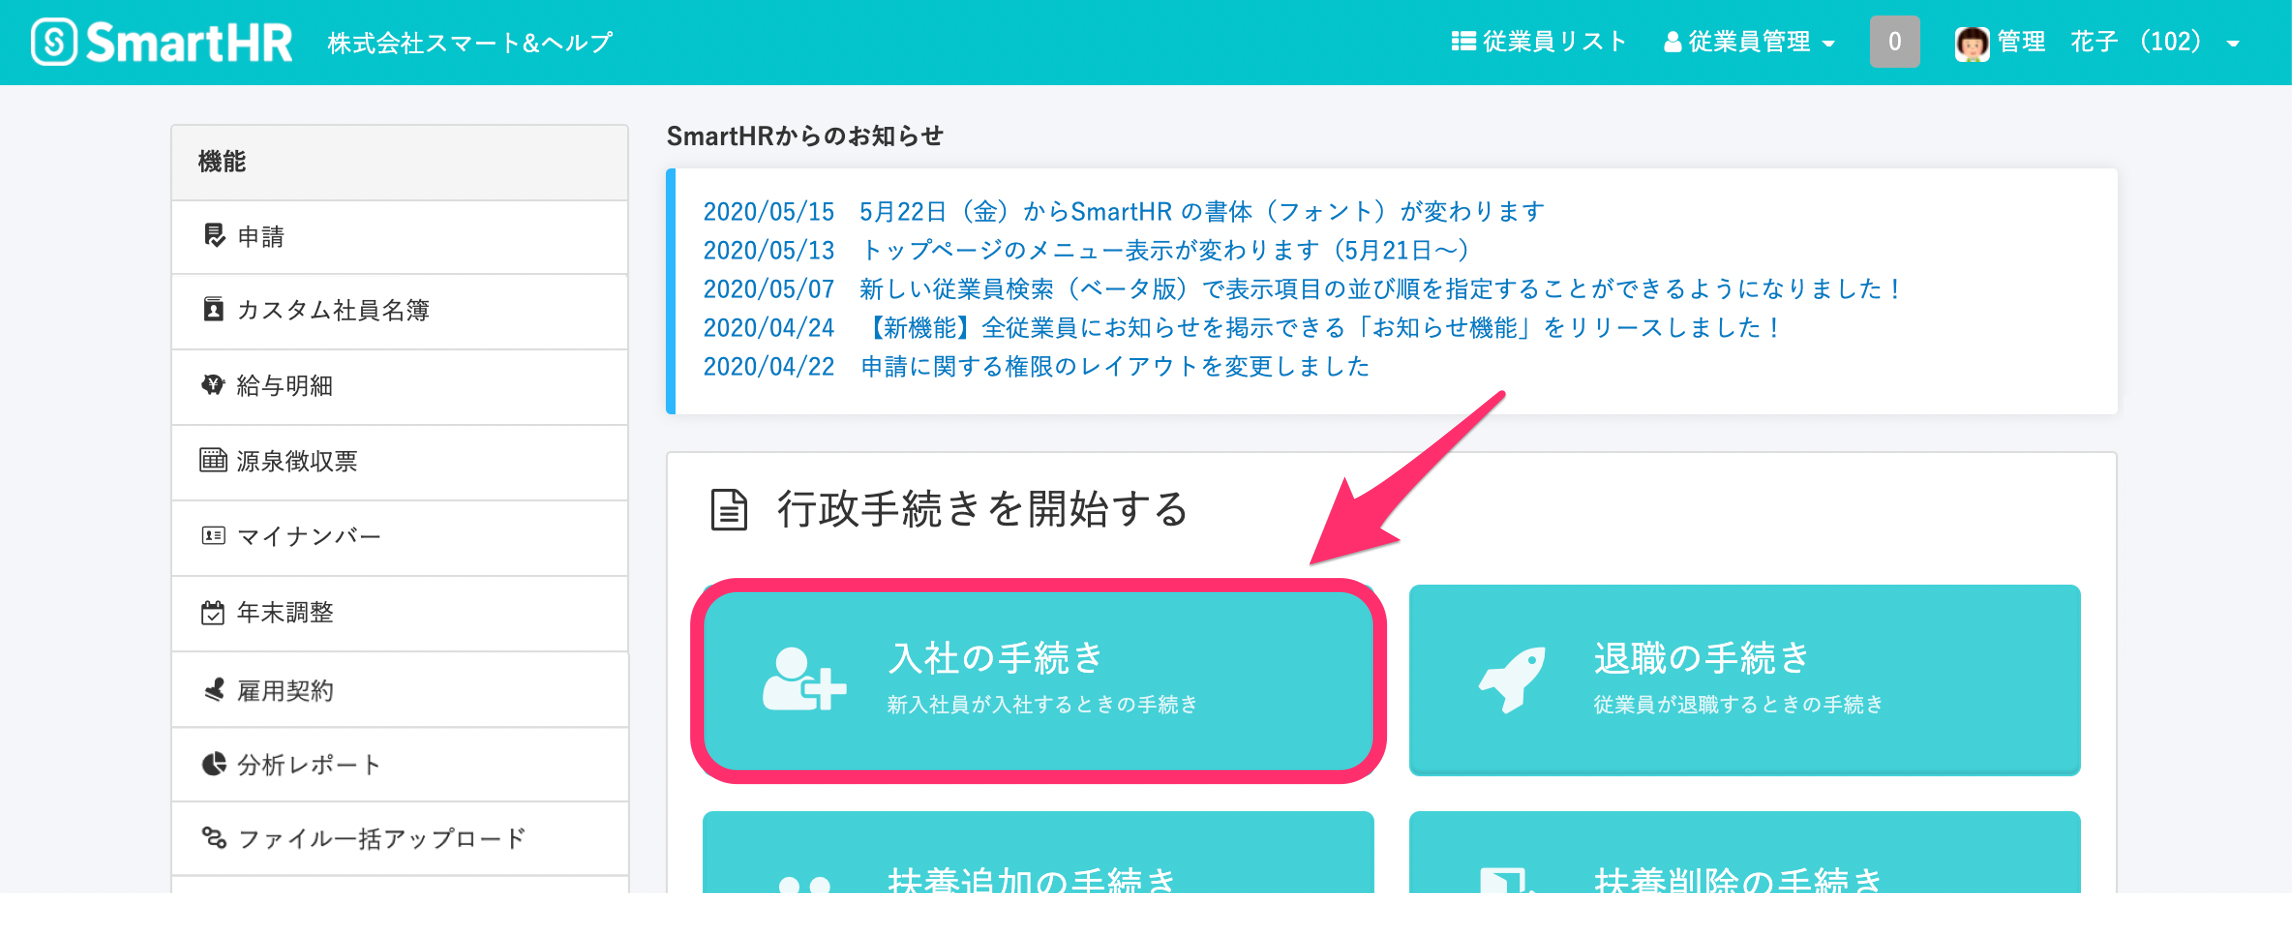 SmartHR 株式会社スマート&ヘルプ 従業員リスト 従業員管理 0 管理 花子 (102)
機能
申請
カスタム社員名簿
給与明細
源泉徴収票
マイナンバー
年末調整
雇用契約
分析レポート
ファイル一括アップロード
SmartHRからのお知らせ
2020/05/15 5月22日（金）からSmartHR の書体（フォント）が変わります
2020/05/13 トップページのメニュー表示が変わります（5月21日〜）
2020/05/07 新しい従業員検索（ベータ版）で表示項目の並び順を指定することができるようになりました！
2020/04/24 【新機能】全従業員にお知らせを掲示できる「お知らせ機能」をリリースしました！
2020/04/22 申請に関する権限のレイアウトを変更しました
行政手続きを開始する
入社の手続き
新入社員が入社するときの手続き
退職の手続き
従業員が退職するときの手続き
扶養追加の手続き
扶養削除の手続き